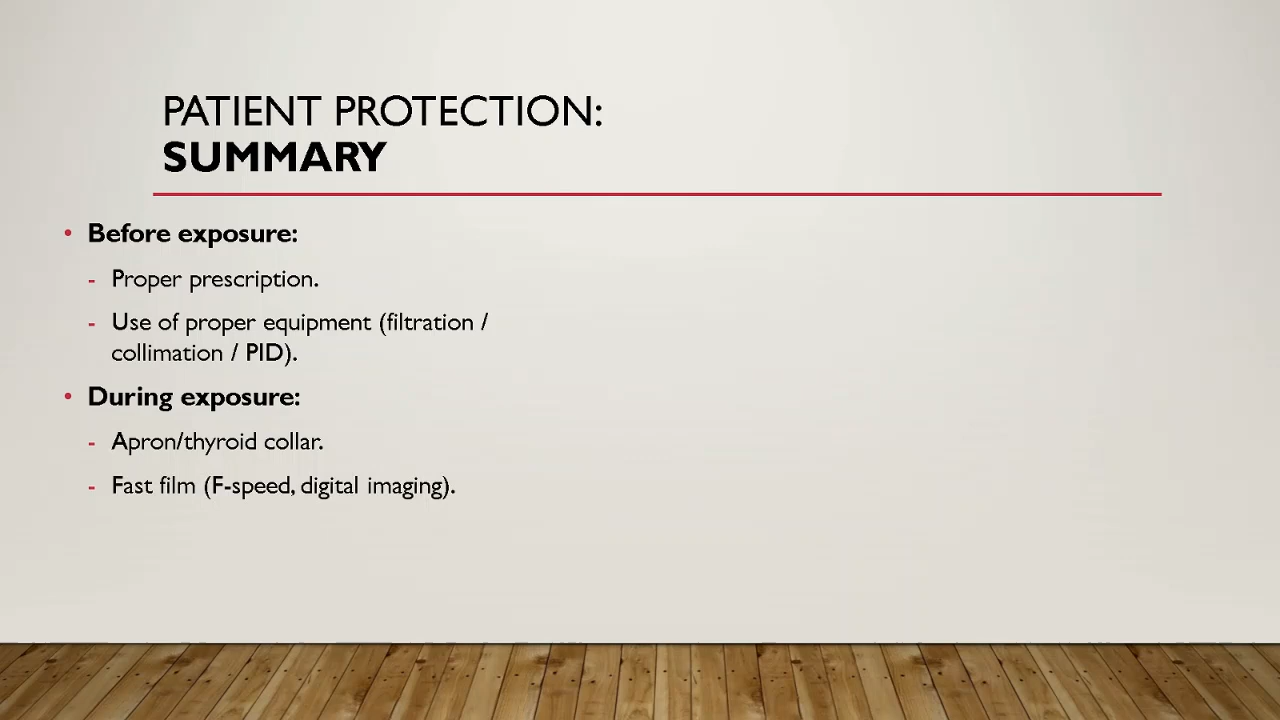 PATIENT PROTECTION:
SUMMARY
• Before exposure:
- Proper prescription.
- Use of proper equipment (filtration /
collimation / PID).
• During exposure:
- Apron/thyroid collar.
- Fast film (F-speed, digital imaging).